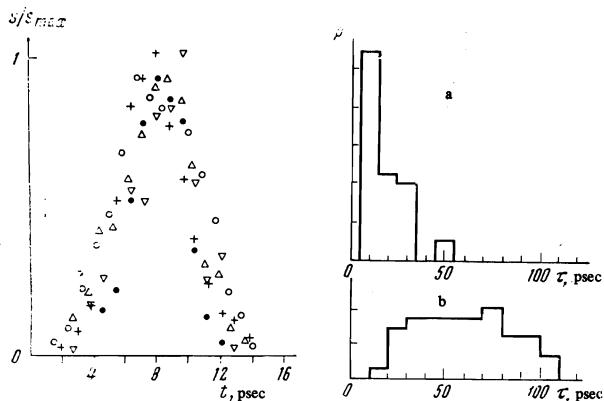 s/s_max
1
0
4 8 12 16
t, psec
p
a
0 50 100 τ, psec
b
0 50 100 τ, psec